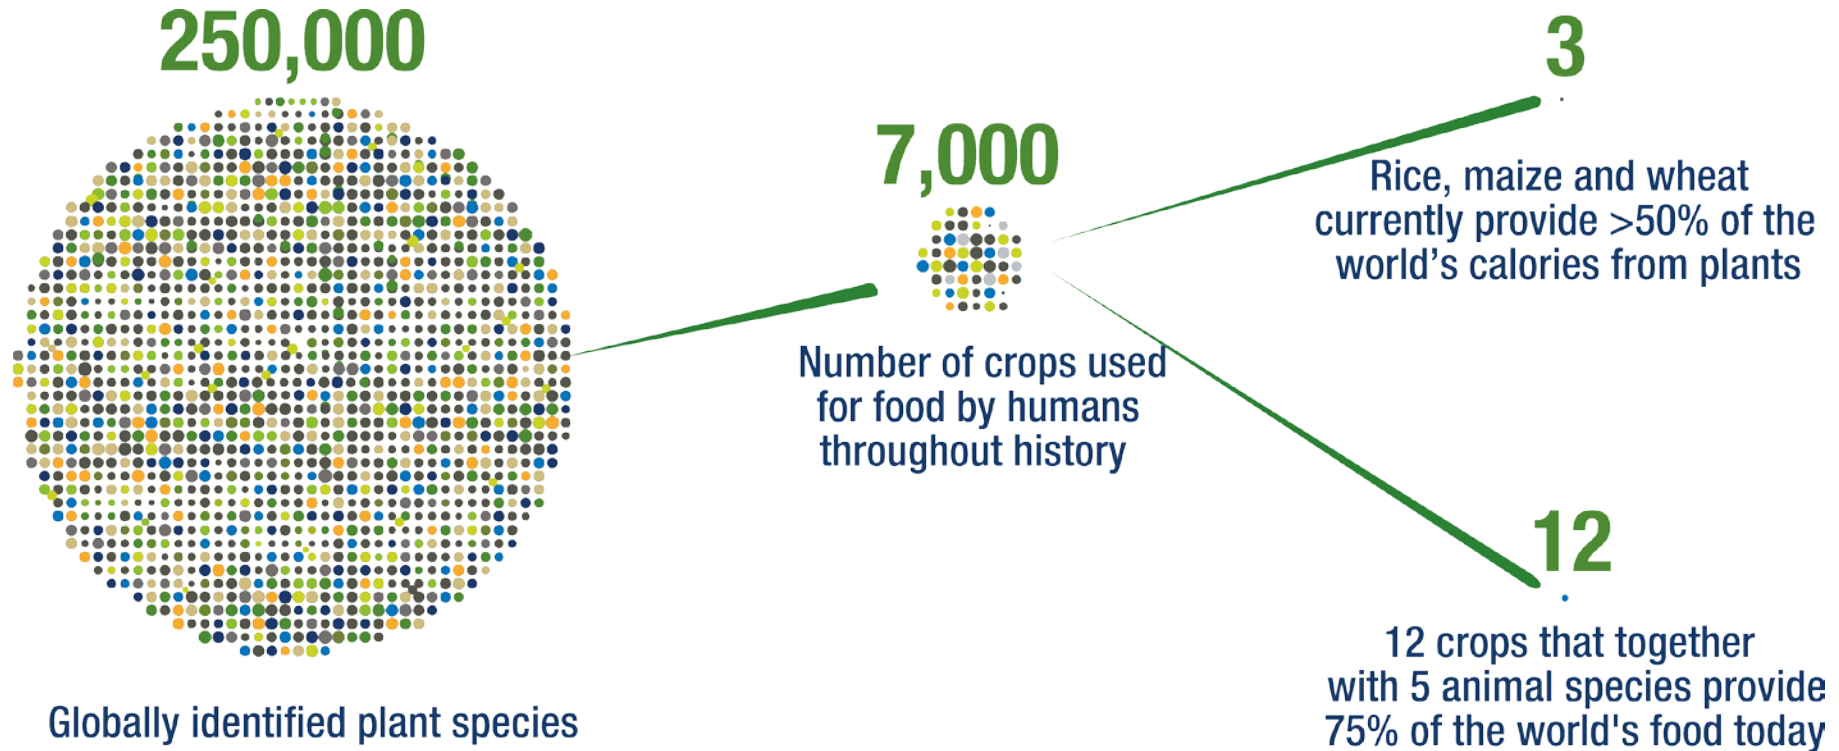 250,000
Globally identified plant species
7,000
Number of crops used
for food by humans
throughout history
3
Rice, maize and wheat
currently provide >50% of the
world’s calories from plants
12
12 crops that together
with 5 animal species provide
75% of the world's food today